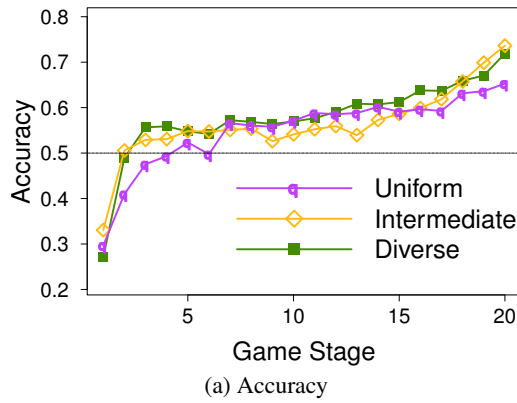 0.8
0.7
0.6
0.5
0.4
0.3
0.2
Accuracy
Uniform
Intermediate
Diverse
5 10 15 20
Game Stage
(a) Accuracy